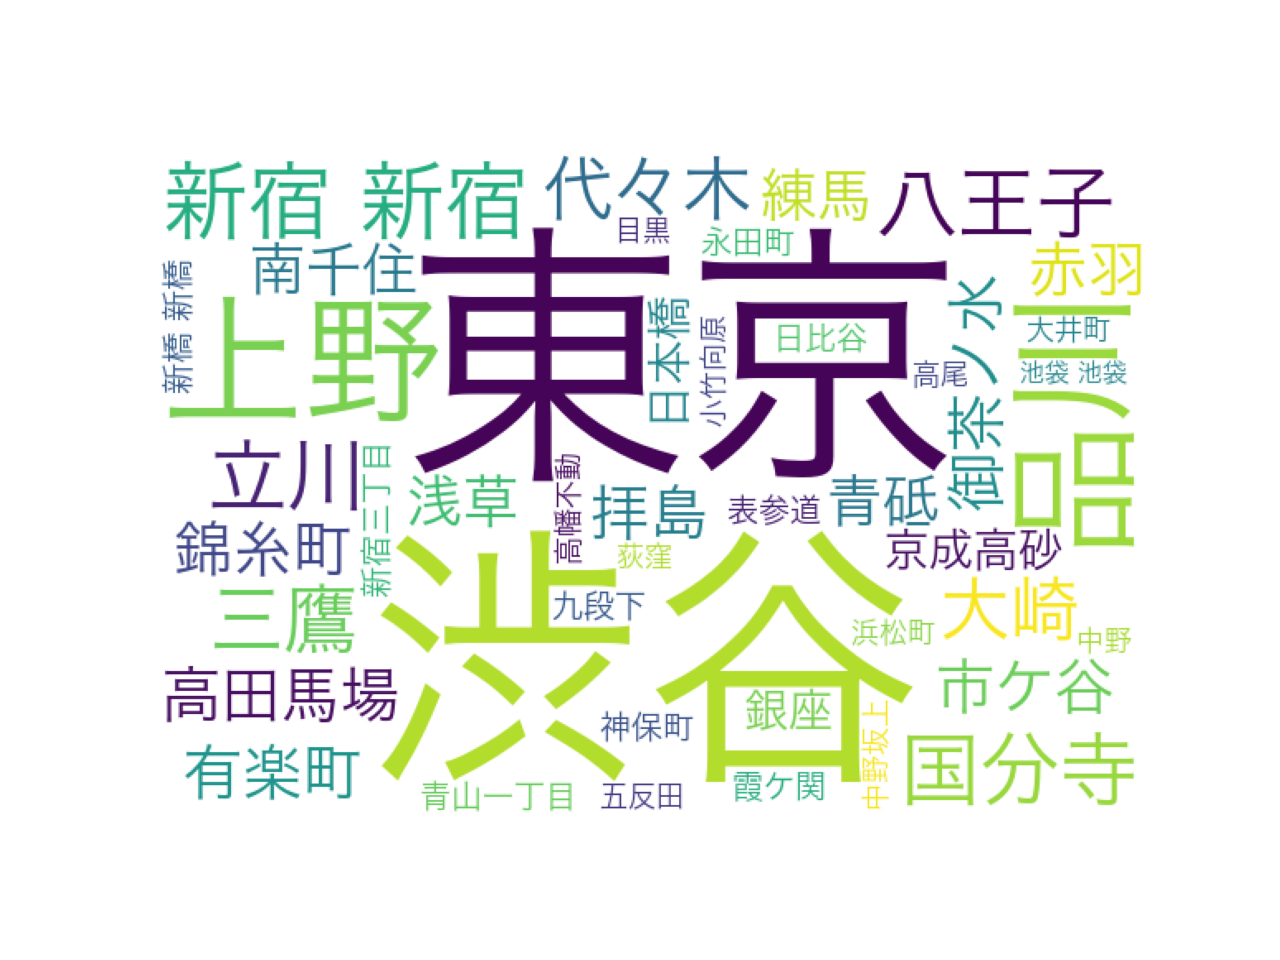 新宿 新宿
代々木
練馬
八王子
目黒
永田町
南千住
赤羽
東京
新橋 新橋
上野
日本橋
小竹向原
日比谷
高尾
御茶ノ水
大井町
池袋 池袋
品川
立川
新宿三丁目
浅草
高幡不動
拝島
表参道
青砥
錦糸町
荻窪
京成高砂
渋谷
三鷹
九段下
浜松町
大崎
中野
高田馬場
神保町
銀座
市ケ谷
有楽町
中野坂上
国分寺
青山一丁目
五反田
霞ケ関